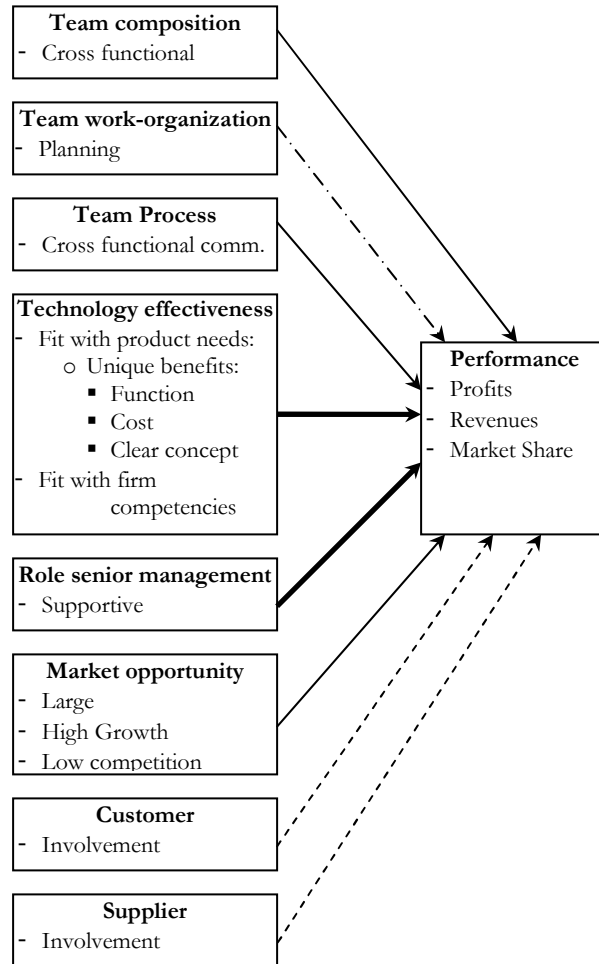 Team composition
- Cross functional
Team work-organization
- Planning
Team Process
- Cross functional comm.
Technology effectiveness
- Fit with product needs:
o Unique benefits:
▪ Function
▪ Cost
▪ Clear concept
- Fit with firm
competencies
Role senior management
- Supportive
Market opportunity
- Large
- High Growth
- Low competition
Customer
- Involvement
Supplier
- Involvement
Performance
- Profits
- Revenues
- Market Share